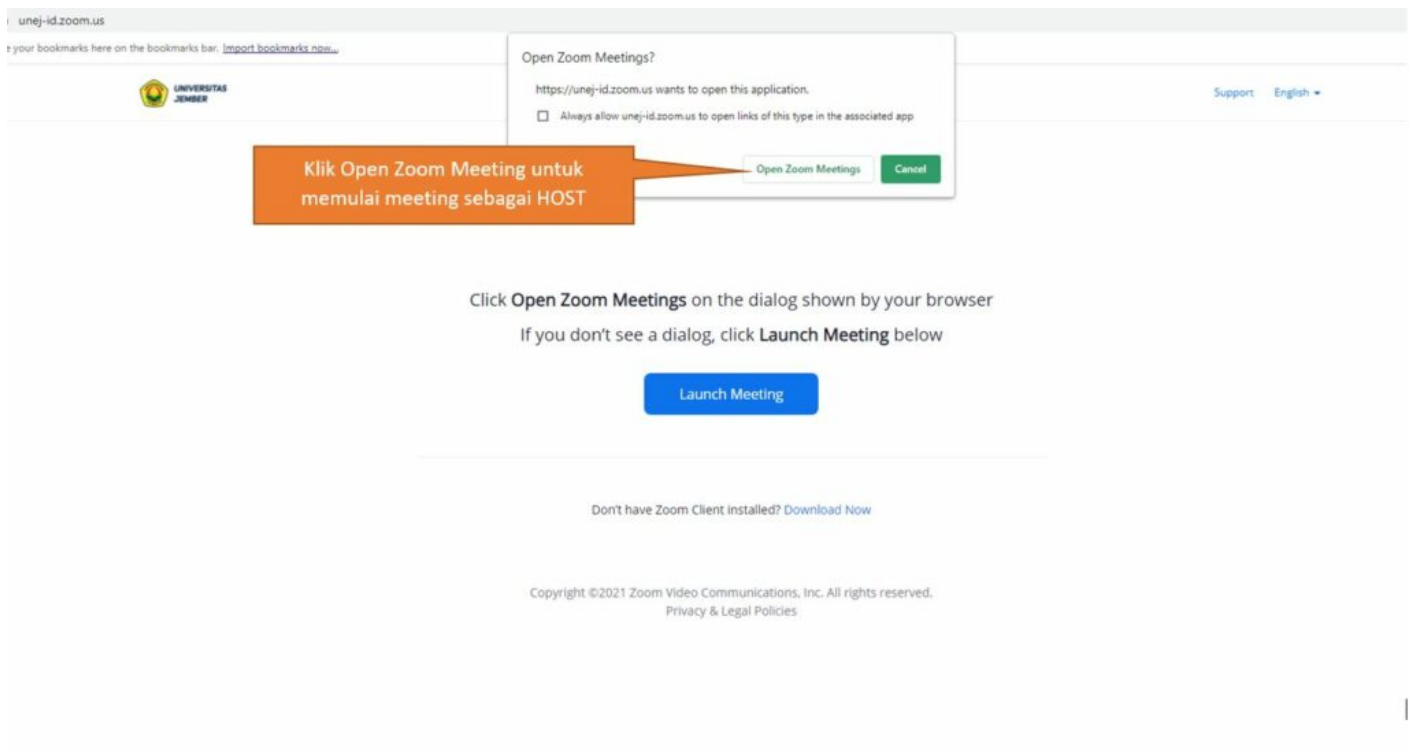 unej-id.zoom.us
your bookmarks here on the bookmarks bar. Import bookmarks now...
UNIVERSITAS
JEMBER
Support English
Open Zoom Meetings?
https://unej-id.zoom.us wants to open this application.
Always allow unej-id.zoom.us to open links of this type in the associated app
Open Zoom Meetings Cancel
Klik Open Zoom Meeting untuk
memulai meeting sebagai HOST
Click Open Zoom Meetings on the dialog shown by your browser
If you don't see a dialog, click Launch Meeting below
Launch Meeting
Don't have Zoom Client installed? Download Now
Copyright ©2021 Zoom Video Communications, Inc. All rights reserved.
Privacy & Legal Policies